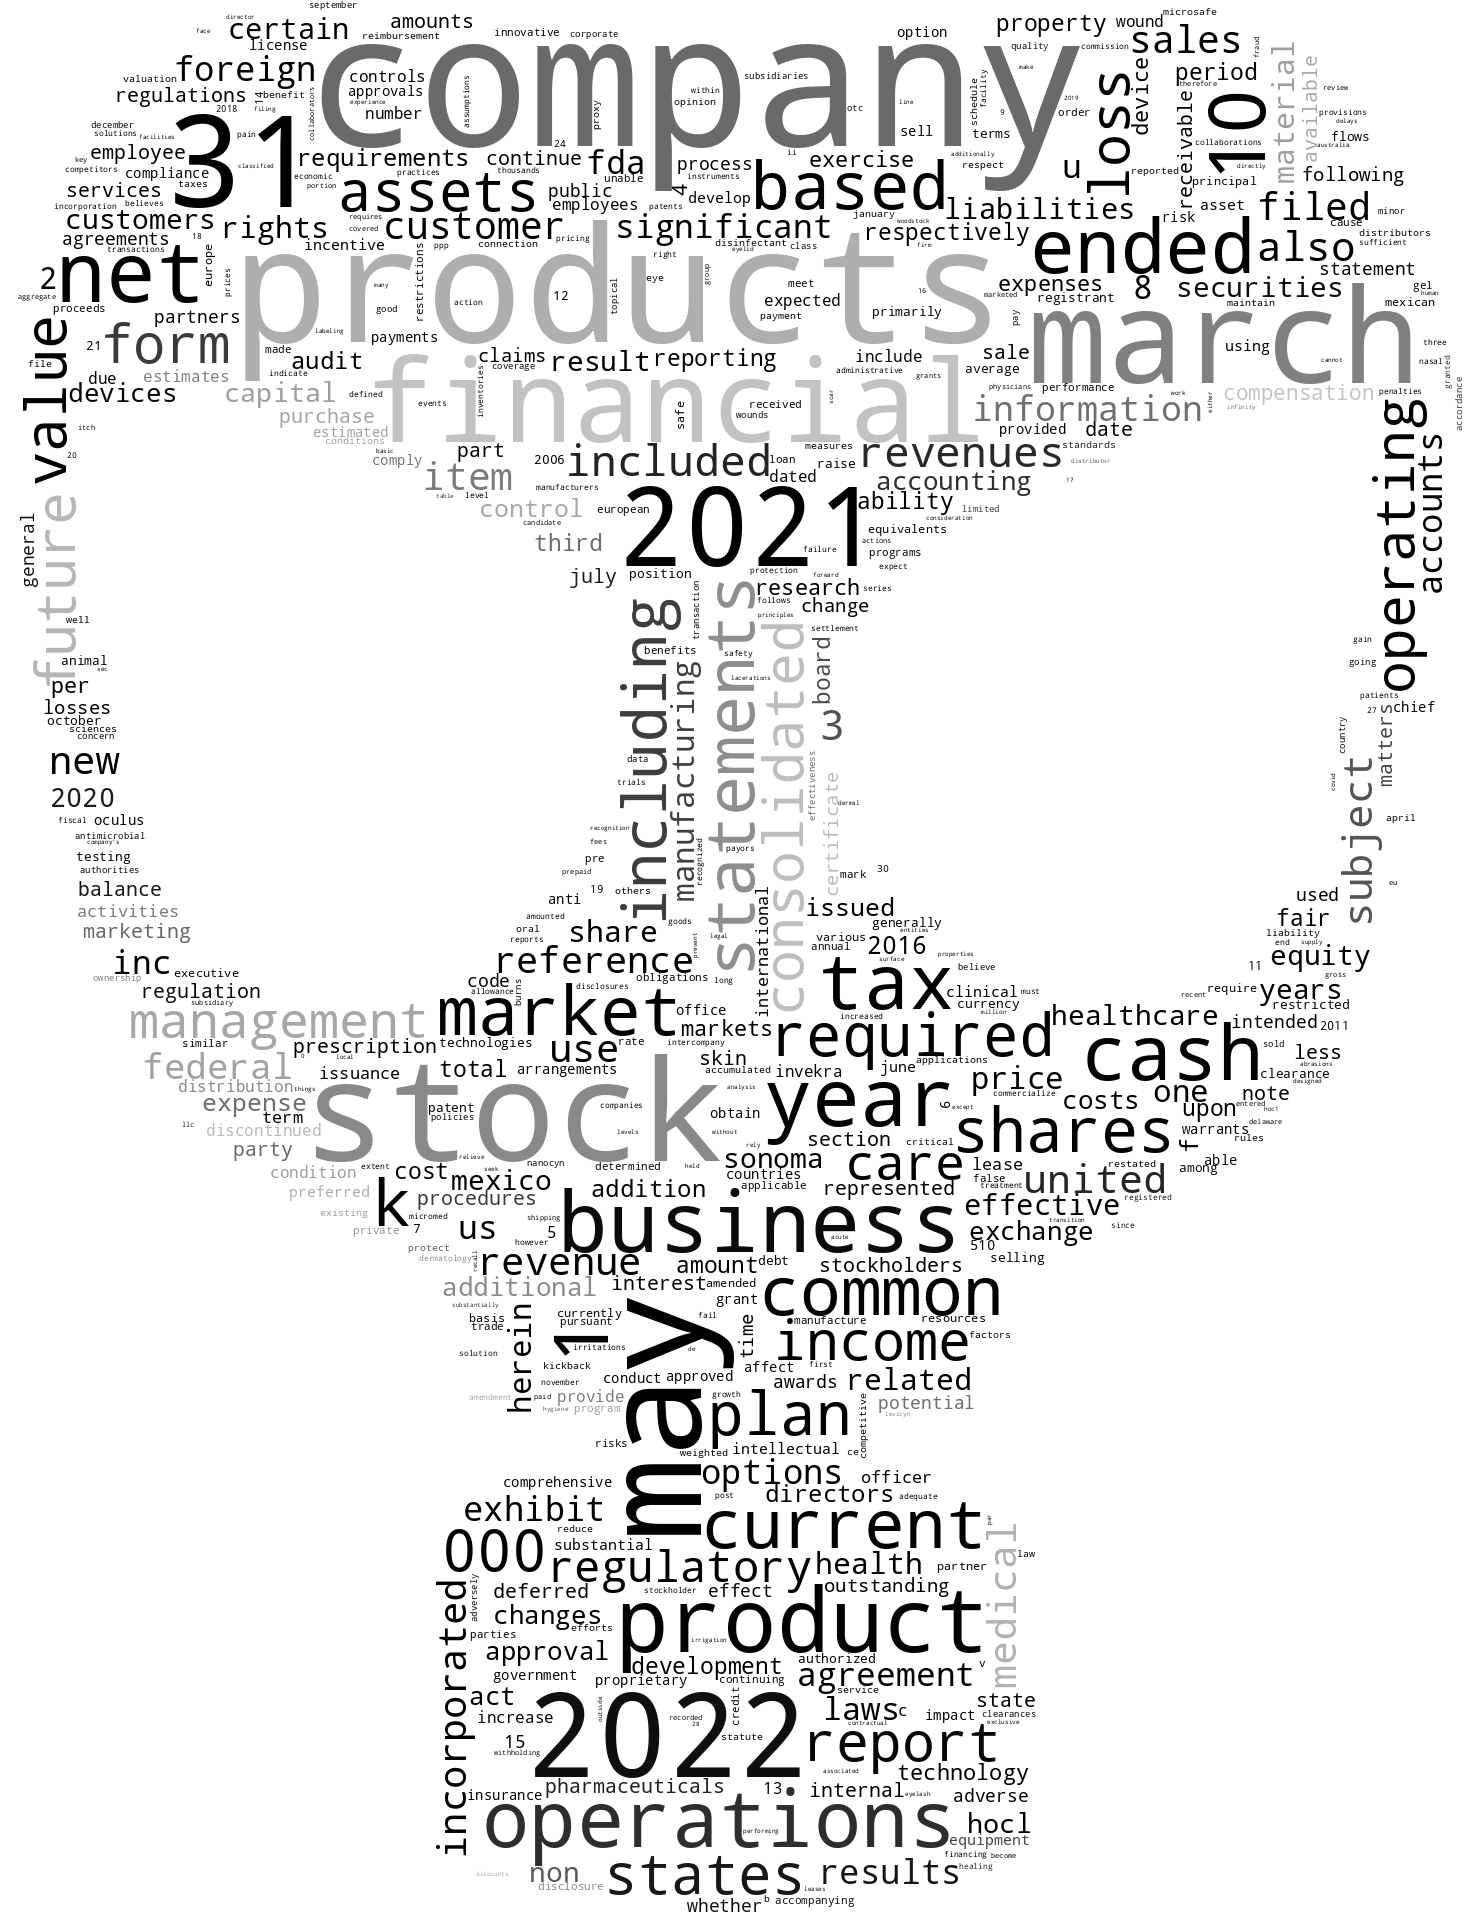 director
september
face
certain
amounts
reimbursement
innovative
corporate
option
property
wound
microsafe
license
company
quality
commission
sales
fraud
material
foreign
controls
subsidiaries
make
loss
device
period
10
available
valuation
approvals
experience
assumptions
within
opinion
schedule
facility
2019
therefore
review
regulations
14
benefit
collaborators
number
proxy
otc
line
9
order
receivable
provisions
delays
2018
filing
december
solutions
facilities
31
pain
24
sell
terms
collaborations
flows
australia
employee
classified
requirements
continue
fda
process
ii
exercise
additionally
respect
u
reported
directly
key
competitors
compliance
economic
portion
practices
thousands
unable
instruments
principal
following
services
taxes
assets
public
4
develop
based
asset
filed
incorporation
believes
employees
patents
liabilities
risk
cause
minor
customers
18
rights
requires
covered
customer
significant
january
woodstock
respectively
ended
also
distributors
sufficient
agreements
transactions
europe
incentive
restrictions
ppp
connection
pricing
disinfectant
class
firm
statement
2
net
prices
products
eyelid
right
group
eye
meet
expenses
8
securities
gel
human
aggregate
many
action
12
topical
expected
16
marketed
registrant
maintain
mexican
proceeds
partners
good
payment
primarily
pay
march
value
21
form
labeling
payments
using
three
file
made
audit
claims
coverage
result
reporting
include
sale
cannot
nasal
granted
due
estimates
indicate
financial
administrative
grants
average
devices
capital
defined
inventories
events
safe
received
wounds
scar
physicians
performance
work
either
compensation
penalties
accordance
purchase
information
infinity
operating
itch
estimated
conditions
provided
date
20
basic
comply
part
2006
included
loan
dated
measures
raise
revenues
standards
distributor
accounts
item
manufacturers
accounting
17
table
level
future
control
european
2021
ability
limited
consideration
general
candidate
third
failure
equivalents
actions
programs
july
position
protection
forward
expect
transaction
research
series
well
including
statements
follows
principles
change
settlement
consolidated
animal
sec
benefits
safety
board
gain
going
per
manufacturing
lacerations
patients
losses
3
27
chief
october
sciences
concern
country
matters
new
data
effectiveness
subject
2020
trials
certificate
dermal
covid
fiscal
oculus
recognition
april
antimicrobial
company's
fees
recognized
payors
testing
pre
authorities
prepaid
mark
30
eu
balance
19
others
international
used
activities
anti
issued
fair
amounted
goods
generally
entities
marketing
oral
reports
share
prevent
legal
various
annual
2016
liability
end
supply
inc
executive
reference
properties
equity
ownership
code
obligations
long
surface
believe
11
gross
regulation
allowance
burns
disclosures
tax
clinical
must
recent
require
years
subsidiary
currency
restricted
management
market
office
increased
million
healthcare
intended
2011
markets
required
similar
prescription
technologies
use
rate
intercompany
cash
sold
less
federal
0
local
issuance
total
arrangements
skin
accumulated
invekra
june
applications
abrasions
clearance
designed
distribution
things
stock
analysis
year
price
commercialize
one
note
expense
patent
policies
companies
obtain
6
except
costs
entered
hoc1
upon
term
llc
discontinued
levels
without
section
critical
shares
warrants
delaware
rules
party
rely
f
relieve
condition
extent
cost
seek
nanocyn
determined
held
sonoma
countries
care
lease
false
restated
among
able
preferred
k
mexico
procedures
addition
applicable
represented
treatment
united
registered
existing
micromed
shipping
effective
private
7
us
5
business
acute
exchange
transition
since
protect
dermatology
recall
however
510
revenue
amount
debt
stockholders
selling
additional
interest
amended
substantially
grant
common
basis
trade
herein
currently
pursuant
may
fail
time
manufacture
resources
1
income
factors
solution
irritations
de
kickback
affect
first
november
conduct
approved
awards
related
amendment
paid
provide
growth
plan
competitive
potential
hygiene
program
levicyn
risks
weighted
intellectual
ce
comprehensive
options
officer
exhibit
post
directors
adequate
000
reduce
current
par
substantial
medical
law
incorporated
regulatory
health
partner
adversely
deferred
stockholder
effect
outstanding
changes
efforts
product
parties
irrigation
approval
authorized
government
development
agreement
v
proprietary
continuing
service
act
outside
2022
credit
laws
c
state
increase
recorded
28
contractual
impact
clearances
exclusive
15
statute
report
withholding
associated
technology
insurance
pharmaceuticals
13
internal
eyelash
adverse
operations
performing
hocl
equipment
financing
become
discounts
non
healing
disclosure
states
leases
results
whether
b
accompanying